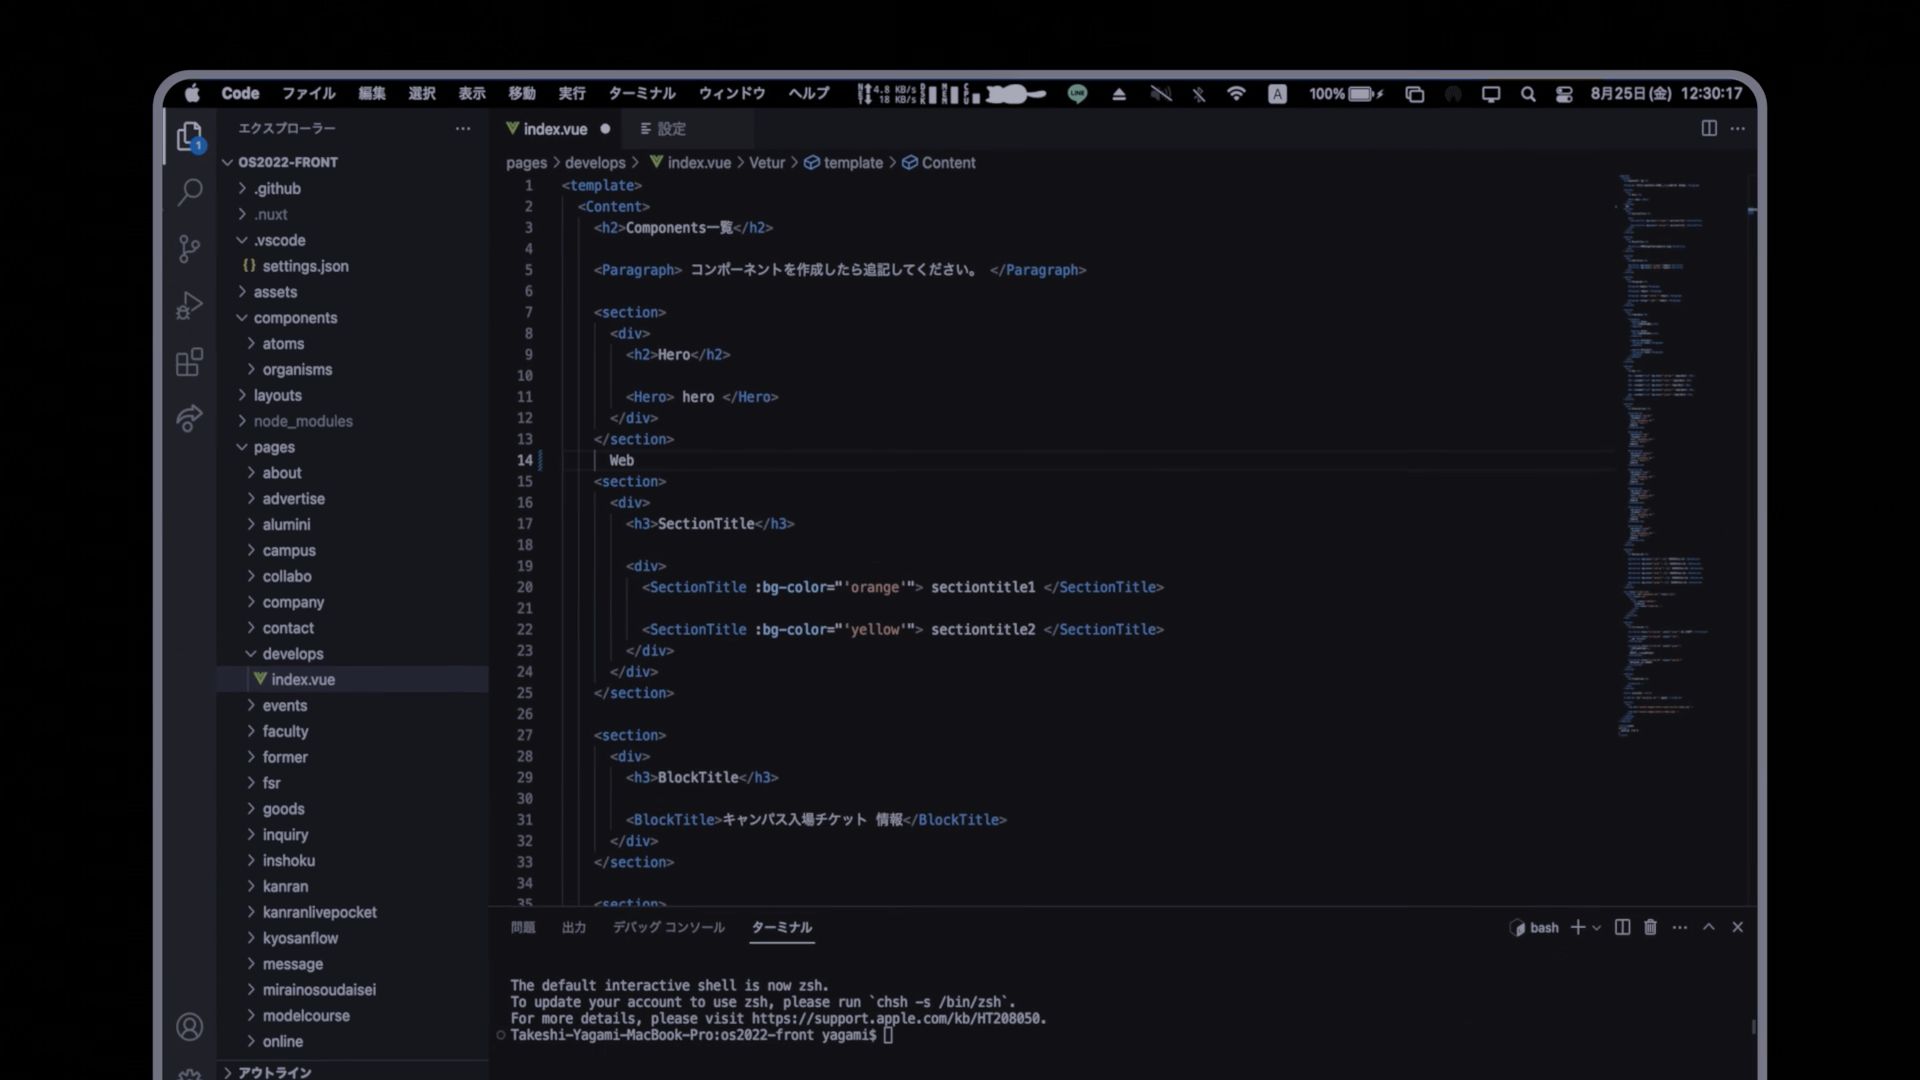 Code ファイル 編集 選択 表示 移動 実行 ターミナル ウィンドウ ヘルプ 4.8 KB/s 18 KB/s LINE A 100% 8月25日(金) 12:30:17
エクスプローラー
1
OS2022-FRONT
.github
.nuxt
.vscode
{} settings.json
assets
components
atoms
organisms
layouts
node_modules
pages
about
advertise
alumini
campus
collabo
company
contact
develops
index.vue
events
faculty
former
fsr
goods
inquiry
inshoku
kanran
kanranlivepocket
kyosanflow
message
mirainosoudaisei
modelcourse
online
アウトライン
index.vue ● 設定
pages > develops > index.vue > Vetur > template > Content
1 <template>
2 <Content>
3 <h2>Components一覧</h2>
4
5 <Paragraph> コンポーネントを作成したら追記してください。 </Paragraph>
6
7 <section>
8 <div>
9 <h2>Hero</h2>
10
11 <Hero> hero </Hero>
12 </div>
13 </section>
14 Web
15 <section>
16 <div>
17 <h3>SectionTitle</h3>
18
19 <div>
20 <SectionTitle :bg-color="'orange'"> sectiontitle1 </SectionTitle>
21
22 <SectionTitle :bg-color="'yellow'"> sectiontitle2 </SectionTitle>
23 </div>
24 </div>
25 </section>
26
27 <section>
28 <div>
29 <h3>BlockTitle</h3>
30
31 <BlockTitle>キャンパス入場チケット 情報</BlockTitle>
32 </div>
33 </section>
34
35 <section>
問題 出力 デバッグ コンソール ターミナル bash
The default interactive shell is now zsh.
To update your account to use zsh, please run `chsh -s /bin/zsh`.
For more details, please visit https://support.apple.com/kb/HT208050.
Takeshi-Yagami-MacBook-Pro:os2022-front yagami$